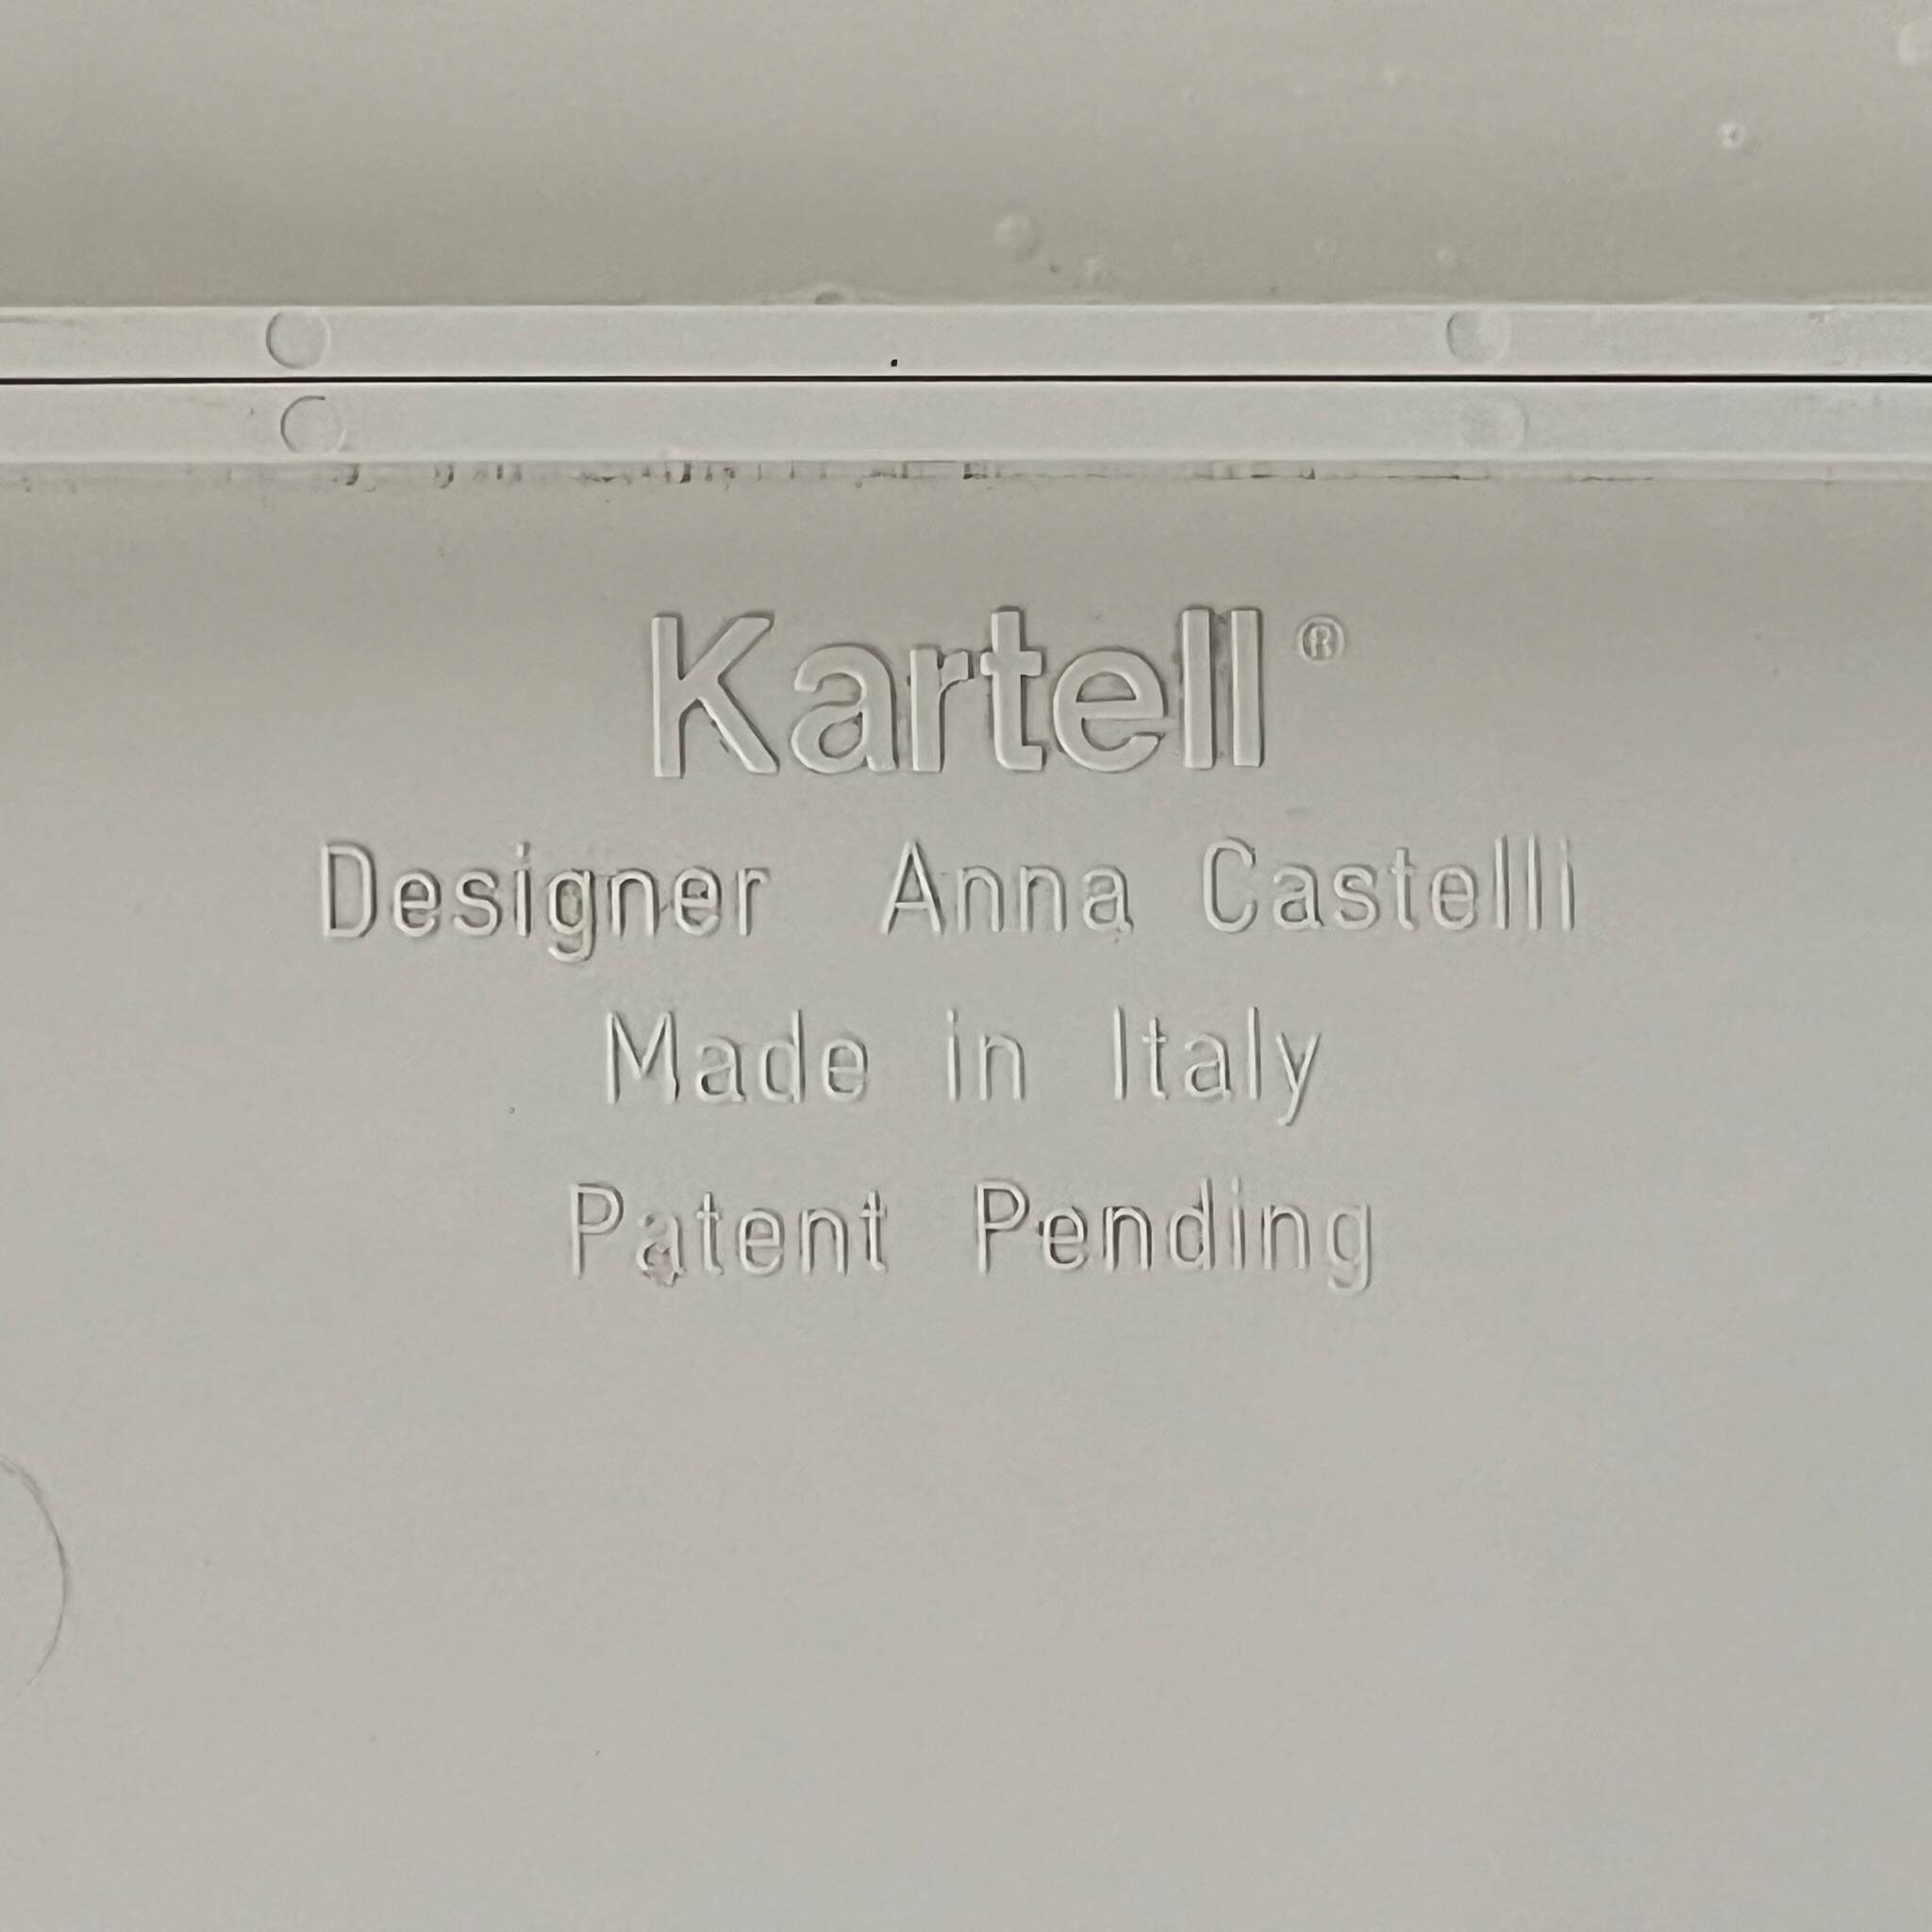 Kartell®
Designer Anna Castelli
Made in Italy
Patent Pending